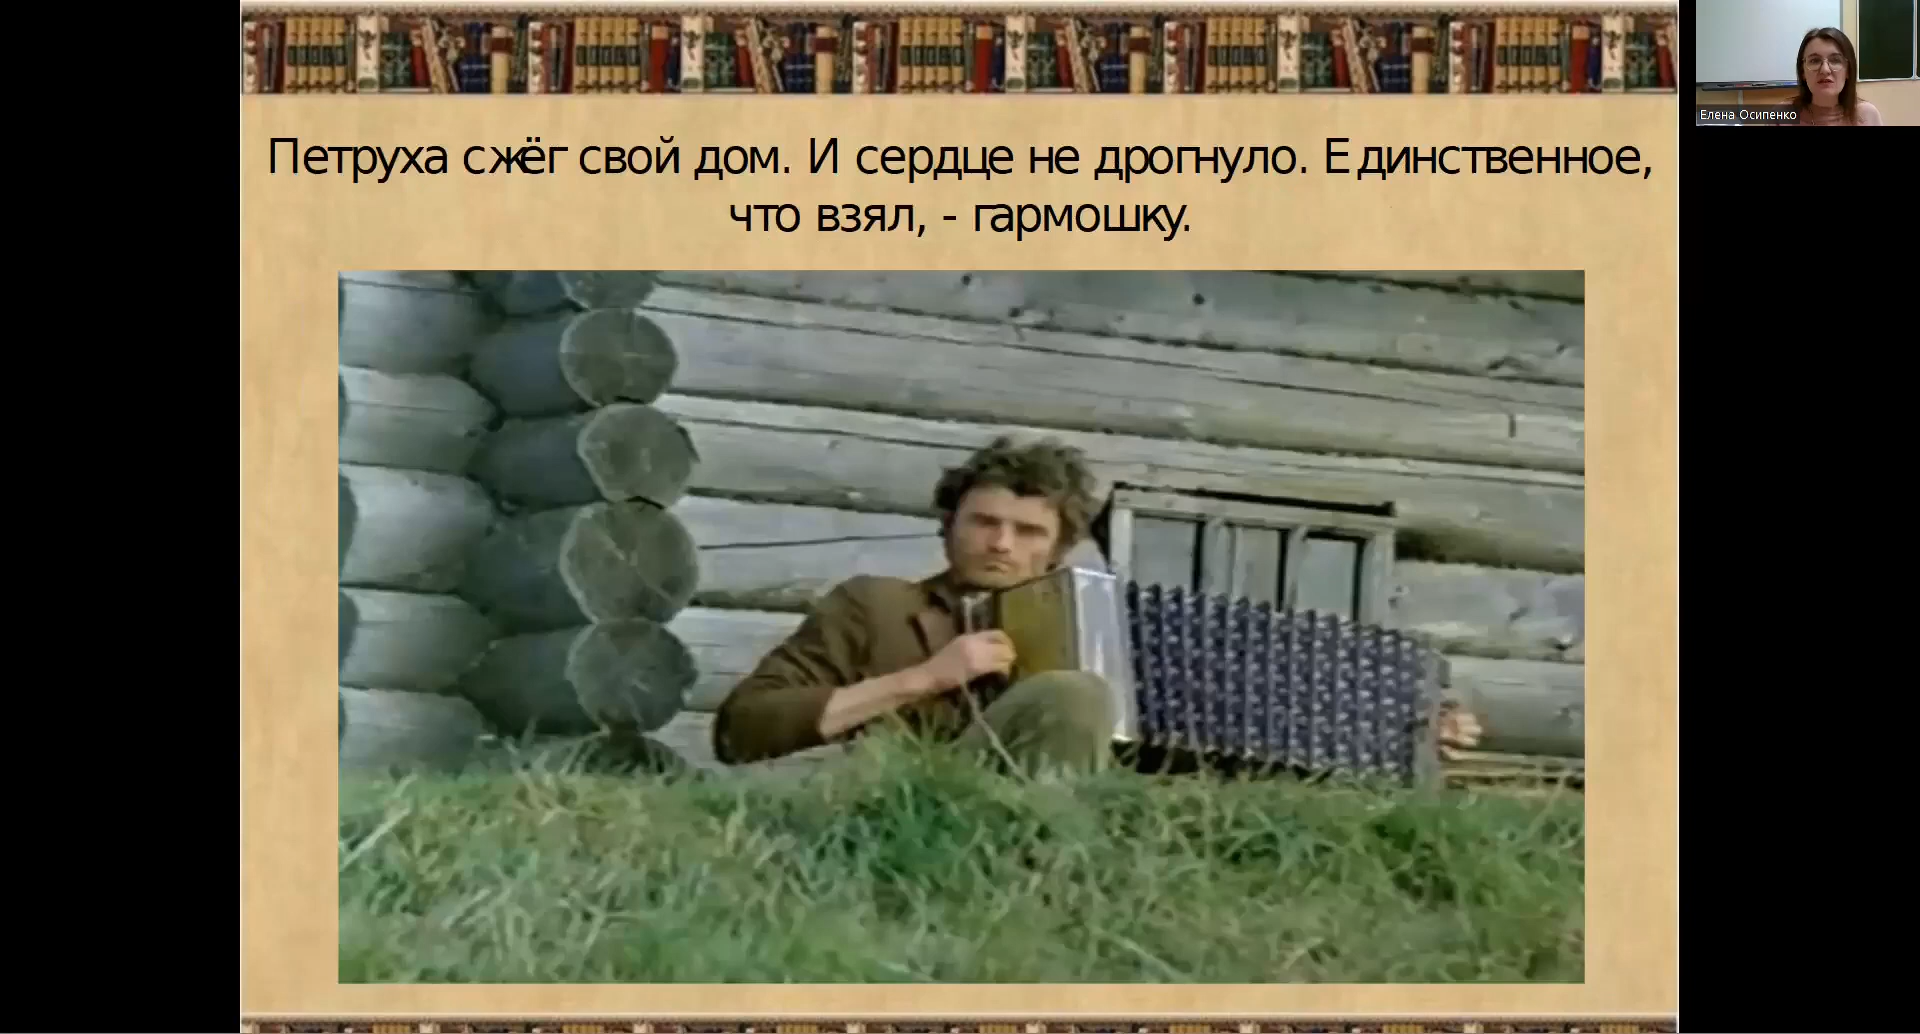 Петруха сжёг свой дом. И сердце не дрогнуло. Единственное,
что взял, - гармошку.
Елена Осипенко